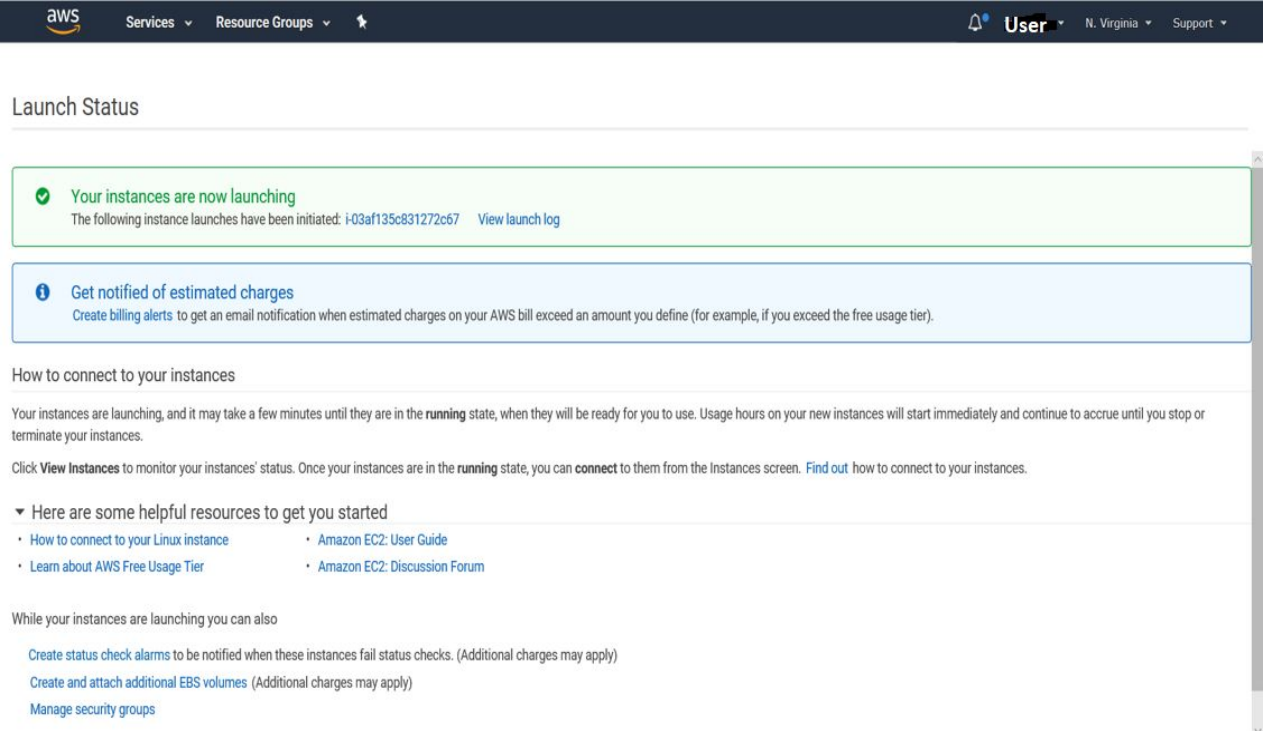 aws Services Resource Groups User N. Virginia Support
Launch Status
Your instances are now launching
The following instance launches have been initiated: i-03af135c831272c67 View launch log
Get notified of estimated charges
Create billing alerts to get an email notification when estimated charges on your AWS bill exceed an amount you define (for example, if you exceed the free usage tier).
How to connect to your instances
Your instances are launching, and it may take a few minutes until they are in the running state, when they will be ready for you to use. Usage hours on your new instances will start immediately and continue to accrue until you stop or
terminate your instances.
Click View Instances to monitor your instances' status. Once your instances are in the running state, you can connect to them from the Instances screen. Find out how to connect to your instances.
Here are some helpful resources to get you started
• How to connect to your Linux instance • Amazon EC2: User Guide
• Learn about AWS Free Usage Tier • Amazon EC2: Discussion Forum
While your instances are launching you can also
Create status check alarms to be notified when these instances fail status checks. (Additional charges may apply)
Create and attach additional EBS volumes (Additional charges may apply)
Manage security groups